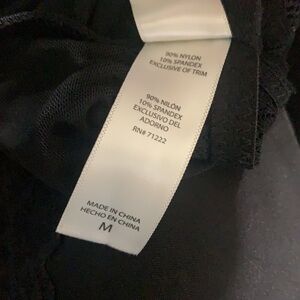 90% NYLON
10% SPANDEX
EXCLUSIVE OF TRIM
90% NILÓN
10% SPANDEX
EXCLUSIVO DEL
ADORNO
RN# 71222
MADE IN CHINA
HECHO EN CHINA
M